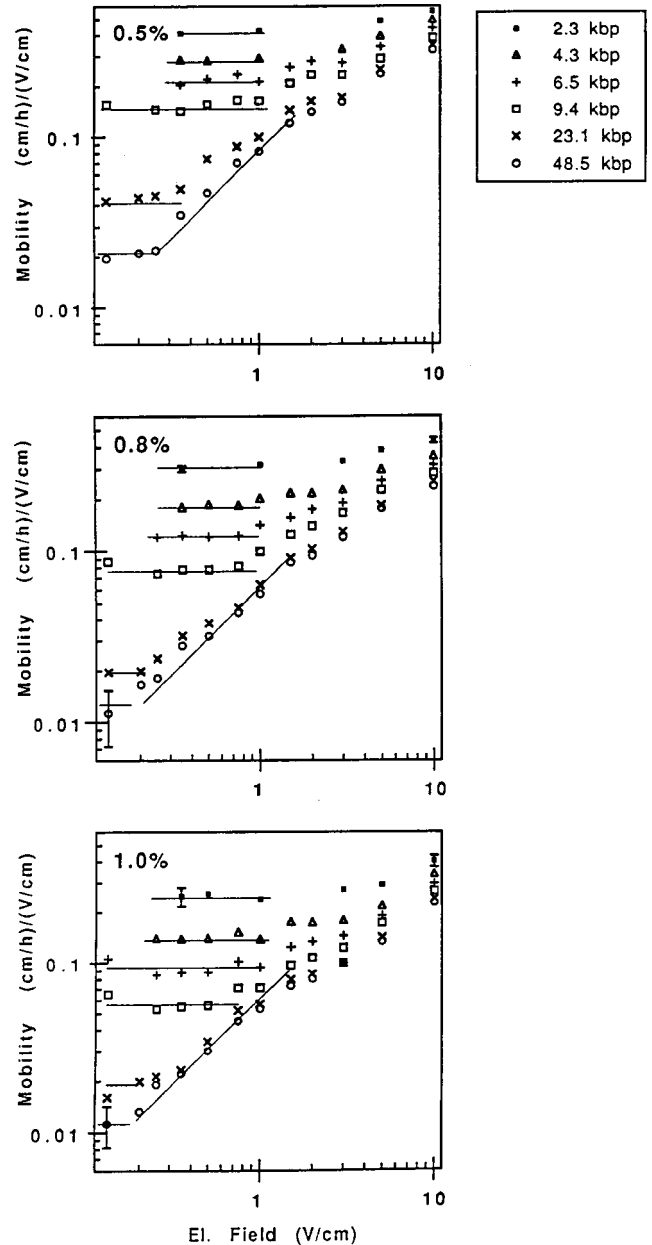 0.5%
Mobility (cm/h)/(V/cm)
0.1
0.01
1
10
2.3 kbp
4.3 kbp
6.5 kbp
9.4 kbp
23.1 kbp
48.5 kbp
0.8%
Mobility (cm/h)/(V/cm)
0.1
0.01
1
10
1.0%
Mobility (cm/h)/(V/cm)
0.1
0.01
1
10
El. Field (V/cm)